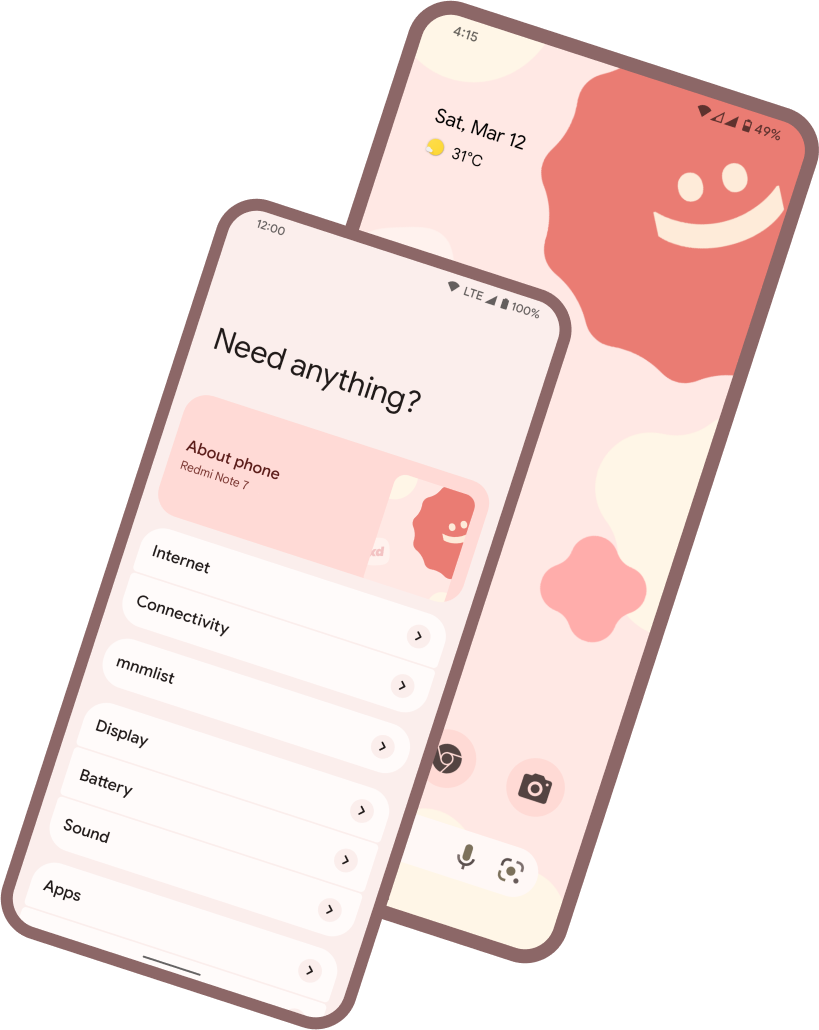 4:15
49%
Sat, Mar 12
31°C
12:00
LTE
100%
Need anything?
About phone
Redmi Note 7
Internet
Connectivity
mnmlist
Display
Battery
Sound
Apps